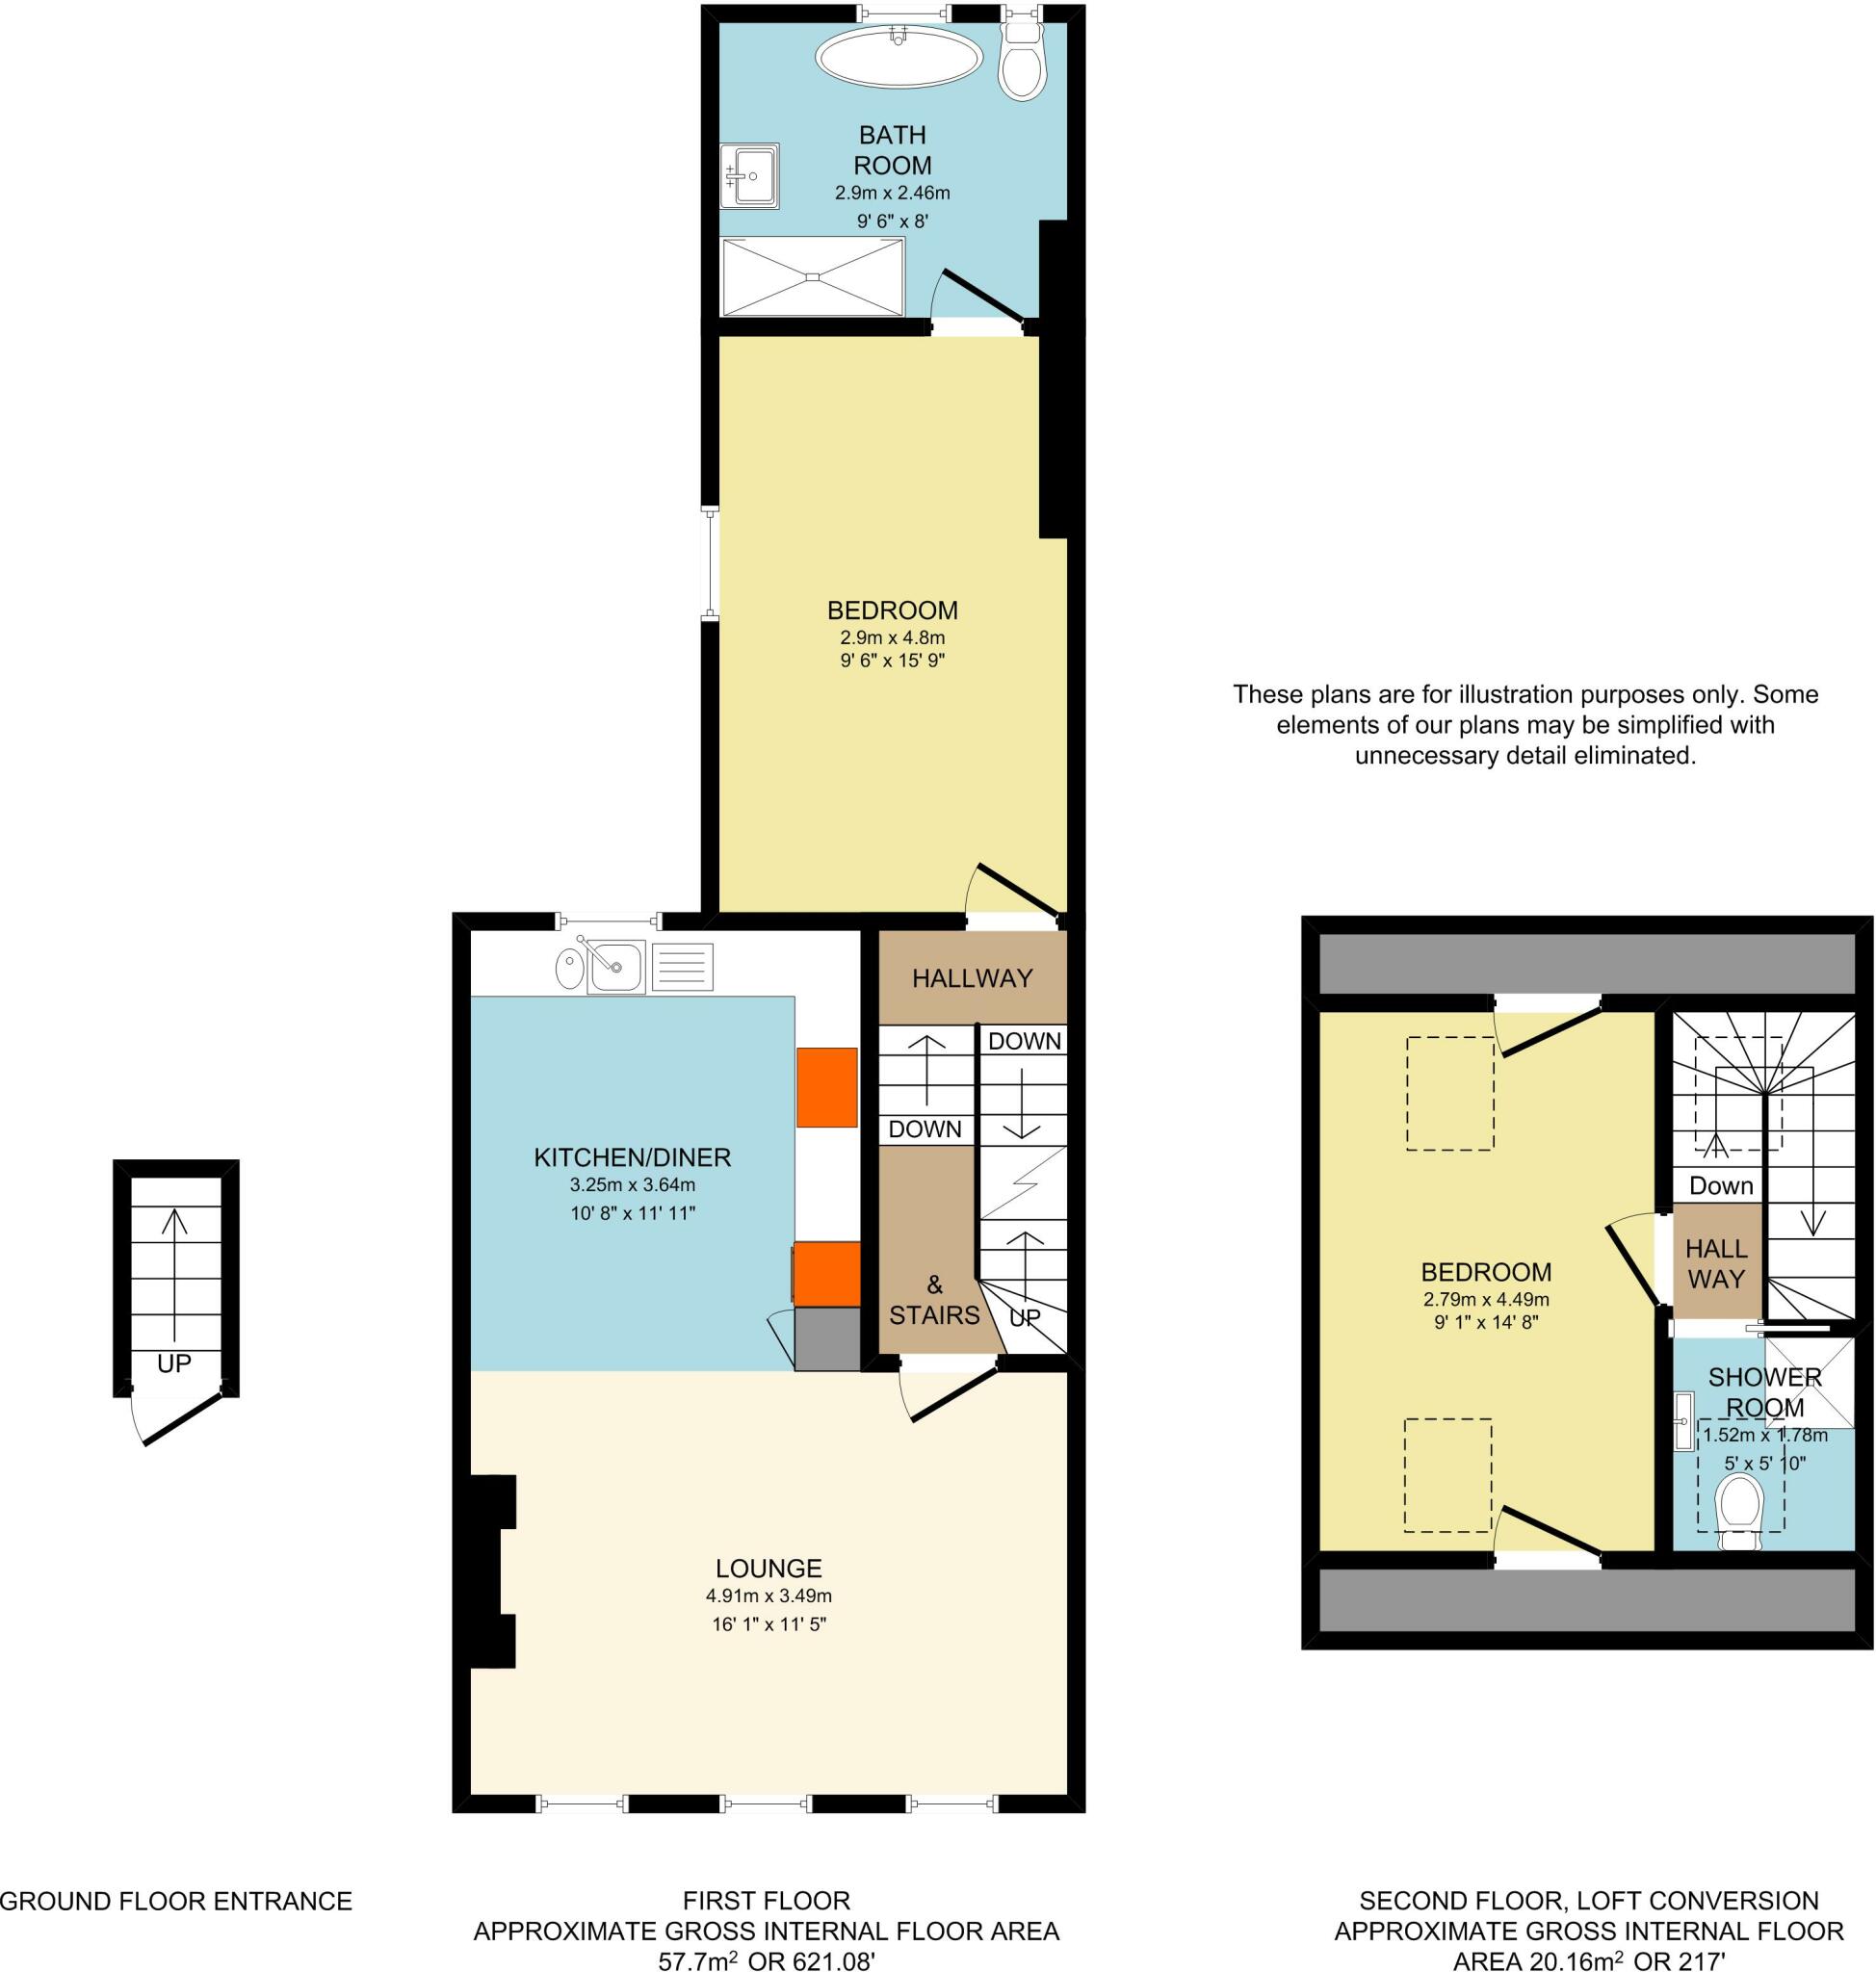 BATH
ROOM
2.9m x 2.46m
9' 6" x 8'
BEDROOM
2.9m x 4.8m
9' 6" x 15' 9"
These plans are for illustration purposes only. Some
elements of our plans may be simplified with
unnecessary detail eliminated.
HALLWAY
DOWN
DOWN
KITCHEN/DINER
3.25m x 3.64m
10' 8" x 11' 11"
&
STAIRS
UP
UP
LOUNGE
4.91m x 3.49m
16' 1" x 11' 5"
Down
HALL
WAY
BEDROOM
2.79m x 4.49m
9' 1" x 14' 8"
SHOWER
ROOM
1.52m x 1.78m
5' x 5' 10"
GROUND FLOOR ENTRANCE
FIRST FLOOR
APPROXIMATE GROSS INTERNAL FLOOR AREA
57.7m² OR 621.08'
SECOND FLOOR, LOFT CONVERSION
APPROXIMATE GROSS INTERNAL FLOOR
AREA 20.16m² OR 217'